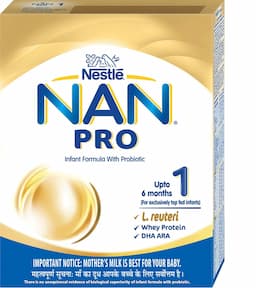 Nestlé
NAN®
PRO
Infant Formula With Probiotic
Upto
6 months
1
(For exclusively top fed infants)
✓ L. reuteri
✓ Whey Protein
✓ DHA ARA
IMPORTANT NOTICE: MOTHER'S MILK IS BEST FOR YOUR BABY.
महत्वपूर्ण सूचना: माँ का दूध आपके बच्चे के लिए सर्वोत्तम है।
There is no unequivocal evidence of biological superiority of infant formula with probiotic.